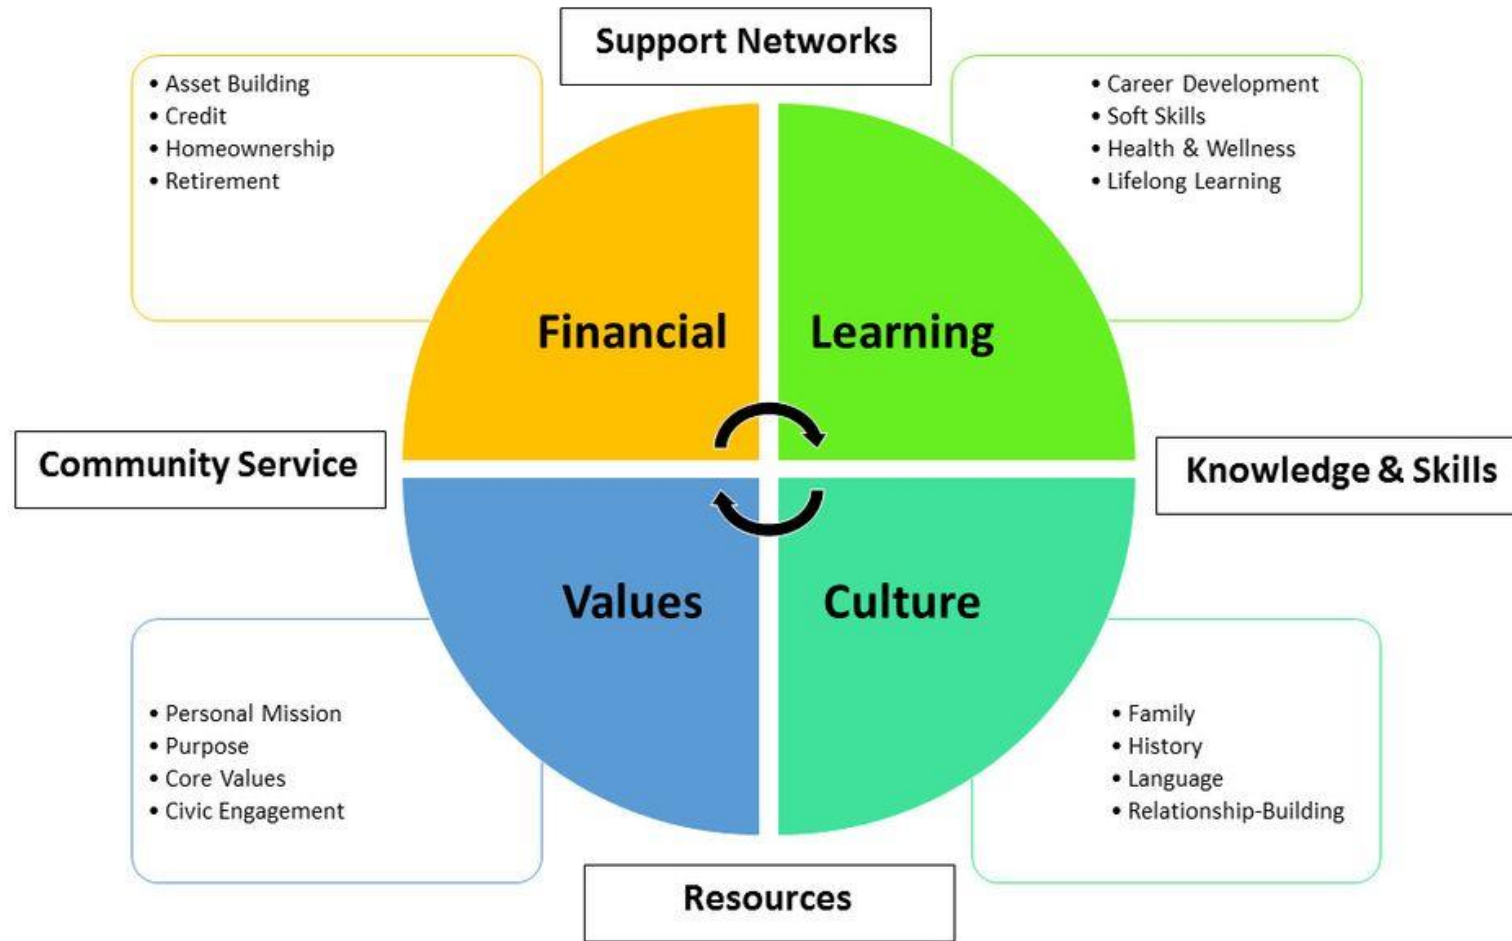 Support Networks
• Asset Building
• Credit
• Homeownership
• Retirement
• Career Development
• Soft Skills
• Health & Wellness
• Lifelong Learning
Financial
Learning
Community Service
Knowledge & Skills
Values
Culture
• Personal Mission
• Purpose
• Core Values
• Civic Engagement
• Family
• History
• Language
• Relationship-Building
Resources